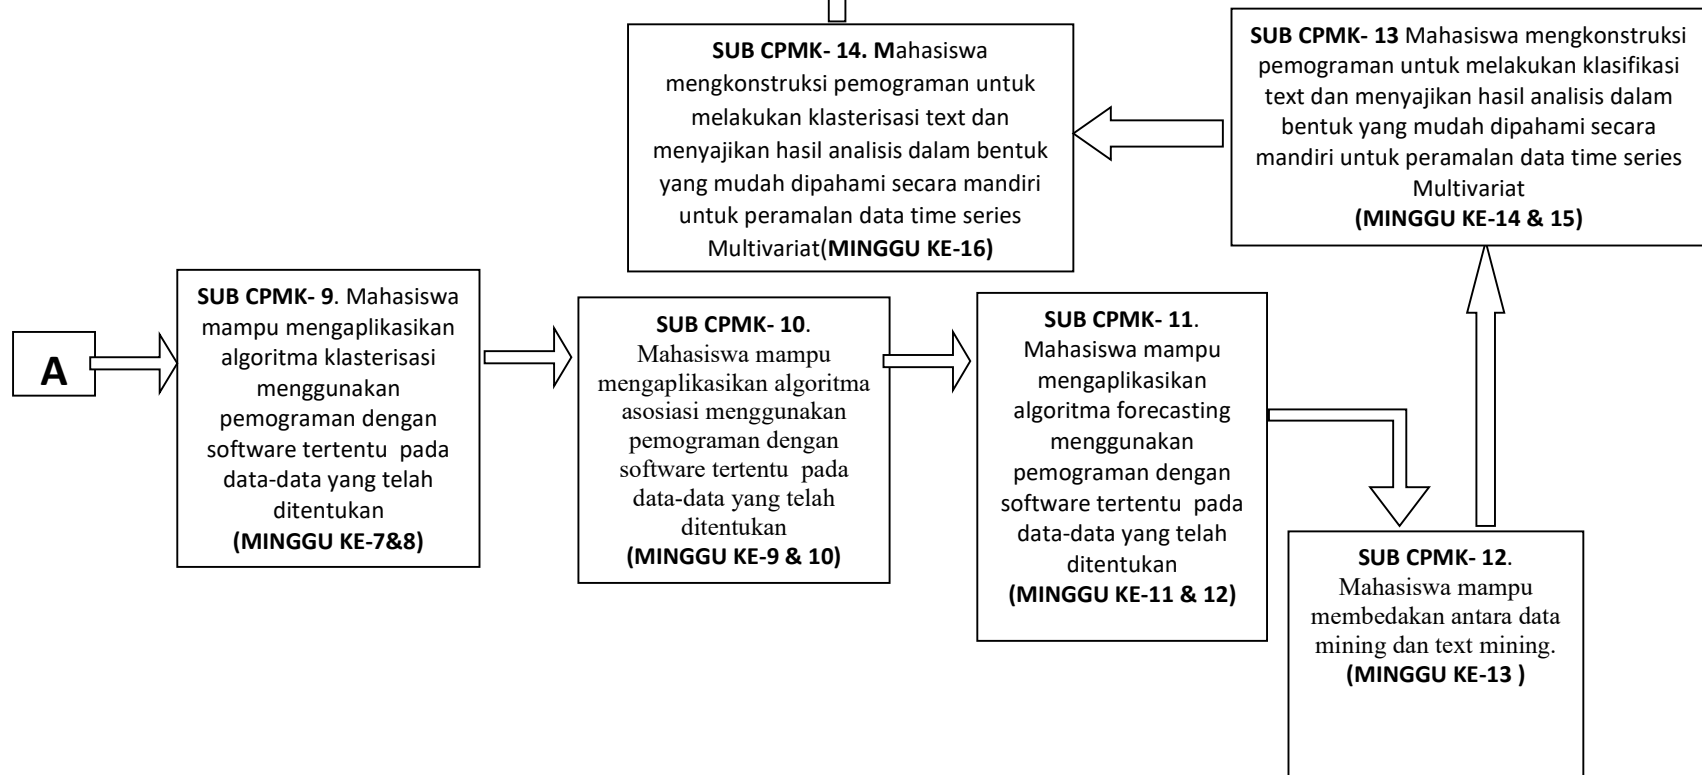 SUB CPMK- 14. Mahasiswa
mengkonstruksi pemograman untuk
melakukan klasterisasi text dan
menyajikan hasil analisis dalam bentuk
yang mudah dipahami secara mandiri
untuk peramalan data time series
Multivariat(MINGGU KE-16)
SUB CPMK- 13 Mahasiswa mengkonstruksi
pemograman untuk melakukan klasifikasi
text dan menyajikan hasil analisis dalam
bentuk yang mudah dipahami secara
mandiri untuk peramalan data time series
Multivariat
(MINGGU KE-14 & 15)
A
SUB CPMK- 9. Mahasiswa
mampu mengaplikasikan
algoritma klasterisasi
menggunakan
pemograman dengan
software tertentu  pada
data-data yang telah
ditentukan
(MINGGU KE-7&8)
SUB CPMK- 10.
Mahasiswa mampu
mengaplikasikan algoritma
asosiasi menggunakan
pemograman dengan
software tertentu  pada
data-data yang telah
ditentukan
(MINGGU KE-9 & 10)
SUB CPMK- 11.
Mahasiswa mampu
mengaplikasikan
algoritma forecasting
menggunakan
pemograman dengan
software tertentu  pada
data-data yang telah
ditentukan
(MINGGU KE-11 & 12)
SUB CPMK- 12.
Mahasiswa mampu
membedakan antara data
mining dan text mining.
(MINGGU KE-13 )